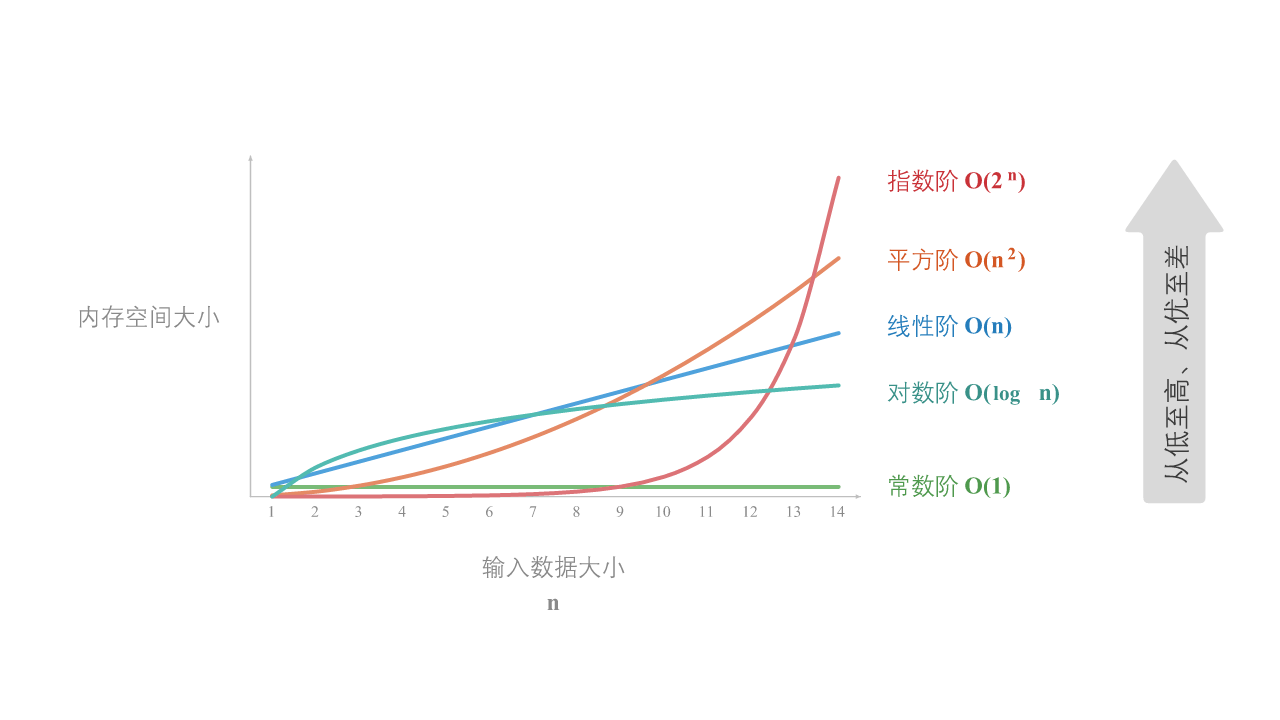 指数阶 O(2ⁿ)
平方阶 O(n²)
线性阶 O(n)
对数阶 O(log n)
常数阶 O(1)
内存空间大小
1 2 3 4 5 6 7 8 9 10 11 12 13 14
输入数据大小
n
从低至高、从优至差